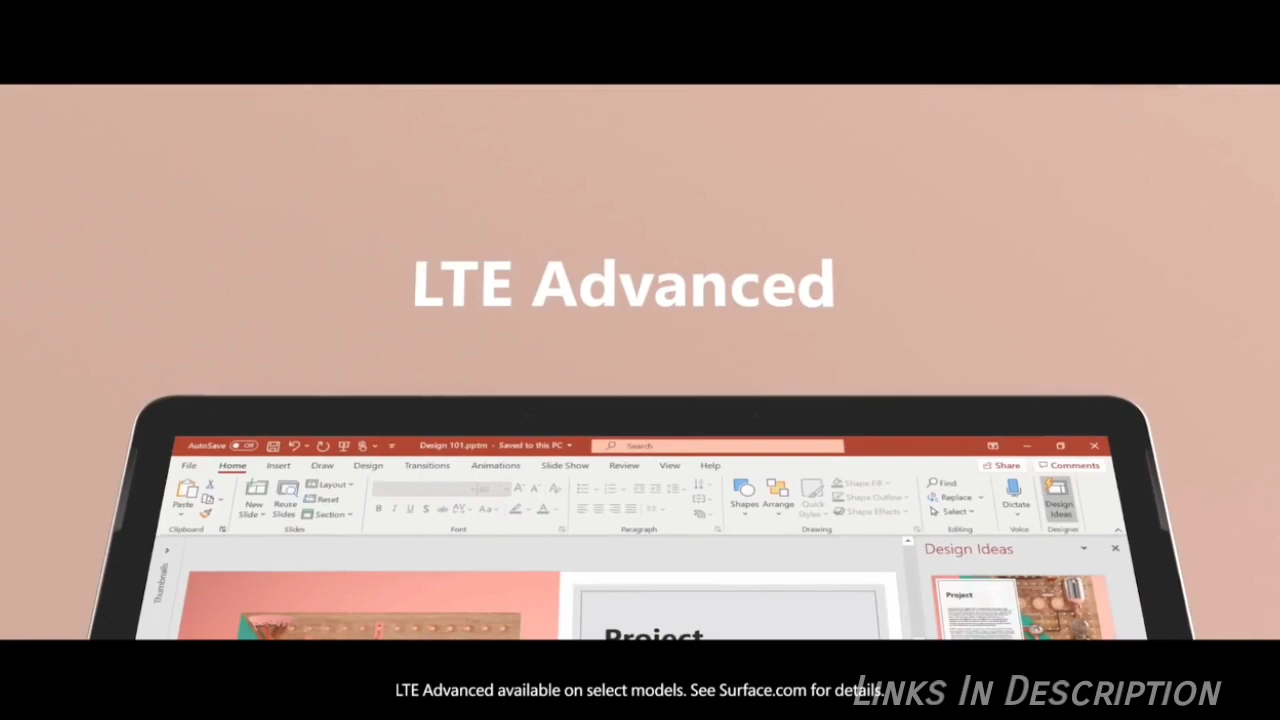 LTE Advanced
AutoSave Off Design 101.pptm - Saved to this PC Search
File Home Insert Draw Design Transitions Animations Slide Show Review View Help Share Comments
Paste New Slide Reuse Slides Layout Reset Section Shapes Arrange Quick Styles Shape Fill Shape Outline Shape Effects Find Replace Select Dictate Design Ideas
Clipboard Slides Font Paragraph Drawing Editing Voice Designer
Thumbnails
Design Ideas
Project
Project
LTE Advanced available on select models. See Surface.com for details.
Links In Description